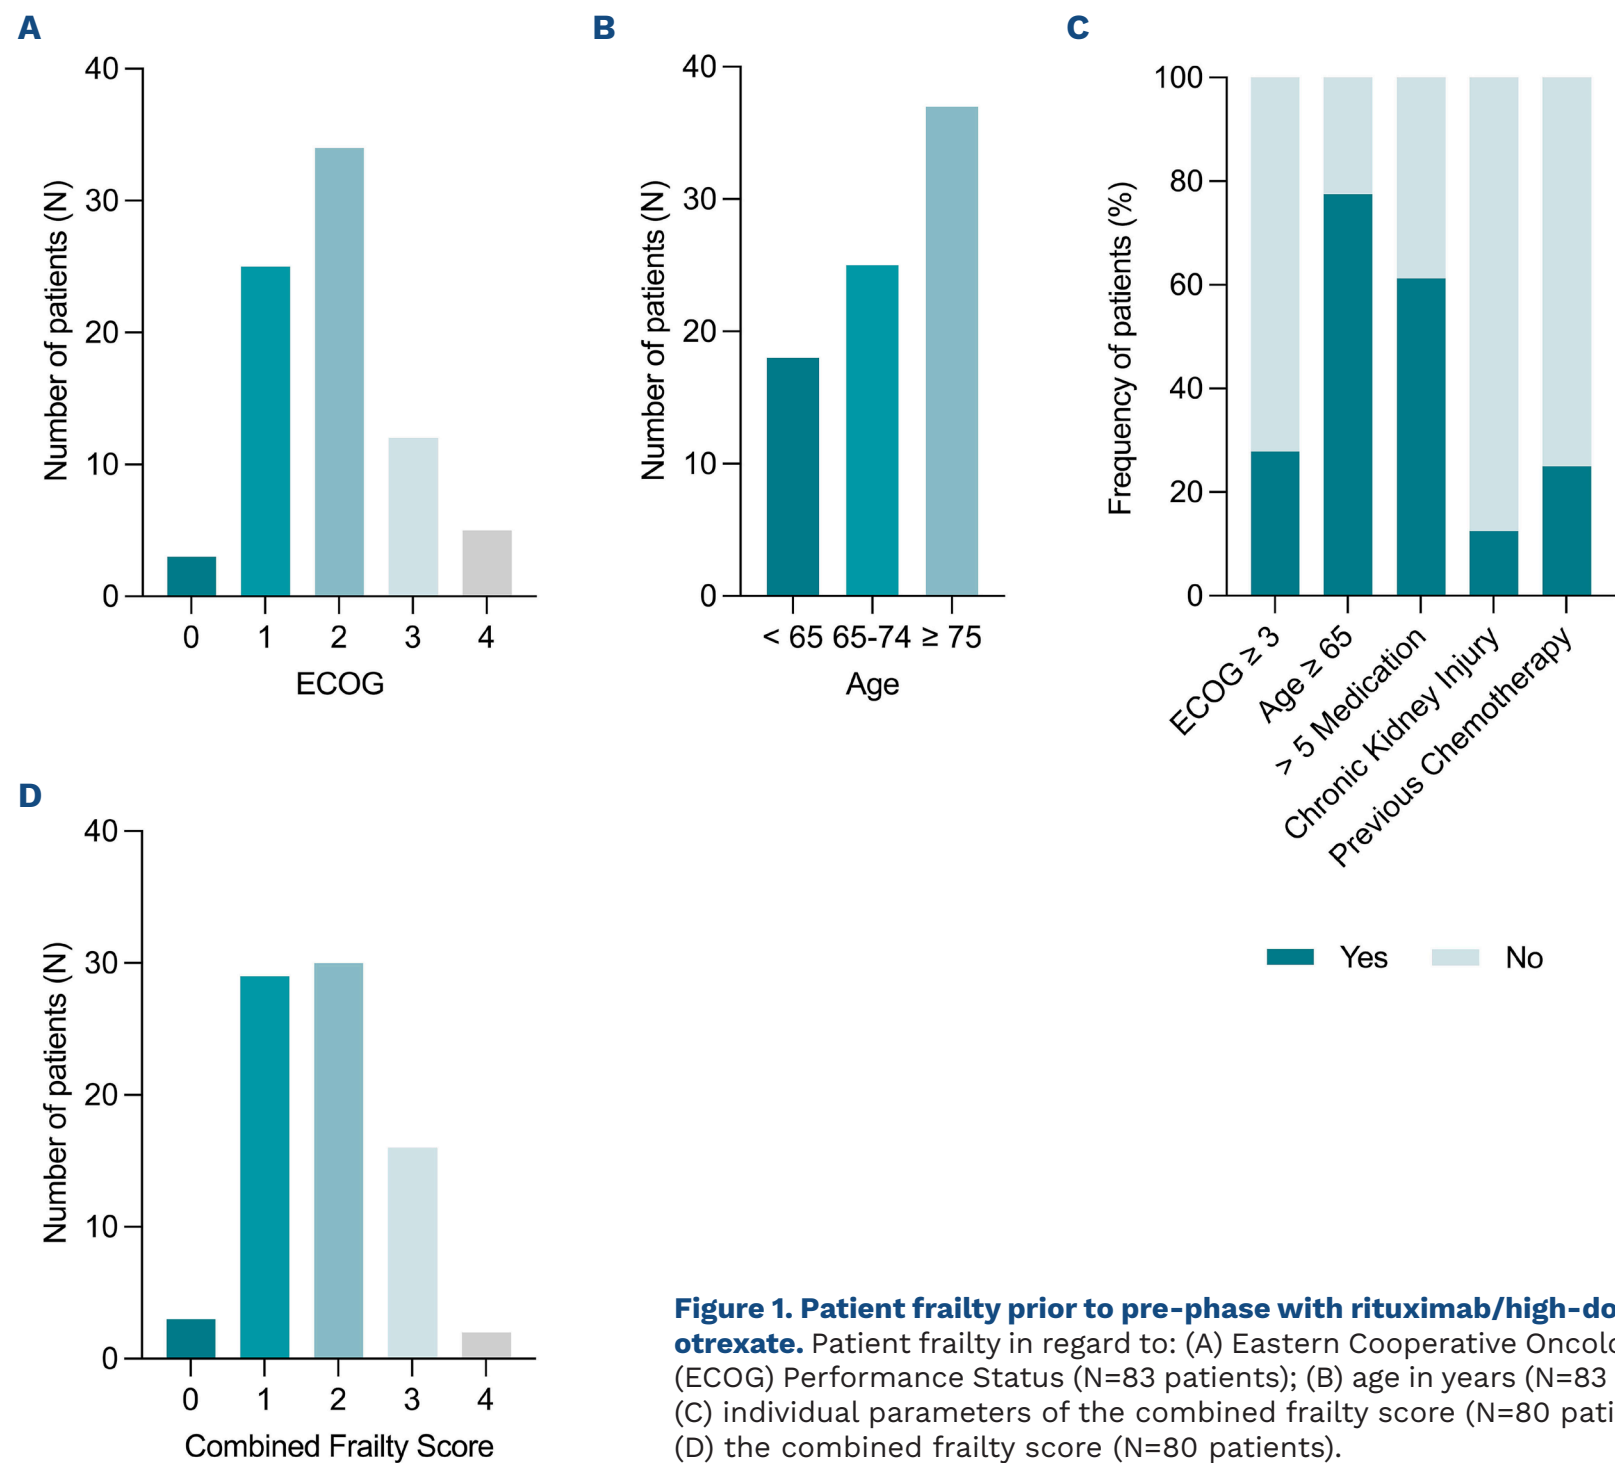 A
40
30
20
10
0
Number of patients (N)
0 1 2 3 4
ECOG
B
40
30
20
10
0
Number of patients (N)
< 65 65-74 ≥ 75
Age
C
100
80
60
40
20
0
Frequency of patients (%)
ECOG ≥ 3
Age ≥ 65
> 5 Medication
Chronic Kidney Injury
Previous Chemotherapy
Yes No
D
40
30
20
10
0
Number of patients (N)
0 1 2 3 4
Combined Frailty Score
Figure 1. Patient frailty prior to pre-phase with rituximab/high-do
otrexate. Patient frailty in regard to: (A) Eastern Cooperative Oncolo
(ECOG) Performance Status (N=83 patients); (B) age in years (N=83
(C) individual parameters of the combined frailty score (N=80 pati
(D) the combined frailty score (N=80 patients).